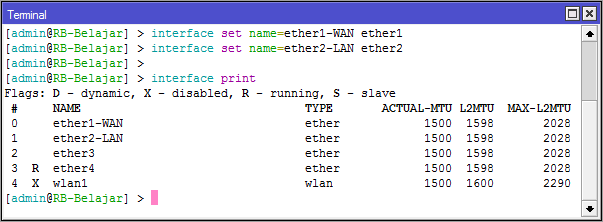 Terminal
[admin@RB-Belajar] > interface set name=ether1-WAN ether1
[admin@RB-Belajar] > interface set name=ether2-LAN ether2
[admin@RB-Belajar] >
[admin@RB-Belajar] > interface print
Flags: D - dynamic, X - disabled, R - running, S - slave
 #     NAME                                TYPE       ACTUAL-MTU L2MTU  MAX-L2MTU
 0     ether1-WAN                          ether            1500  1598       2028
 1     ether2-LAN                          ether            1500  1598       2028
 2     ether3                              ether            1500  1598       2028
 3  R  ether4                              ether            1500  1598       2028
 4  X  wlan1                               wlan             1500  1600       2290
[admin@RB-Belajar] >